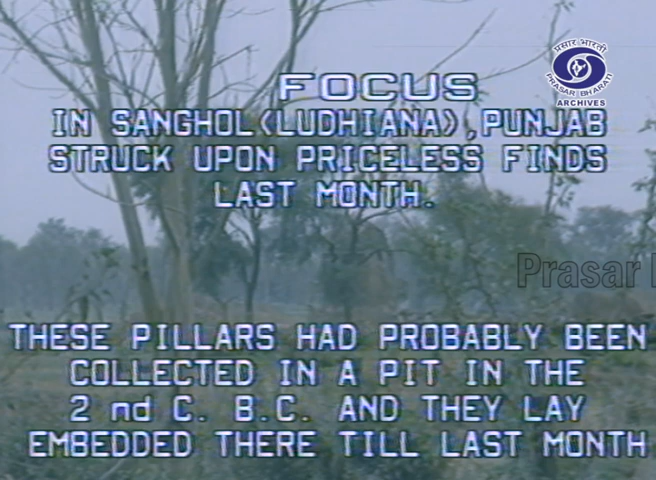 प्रसार भारती
PRASAR BHARATI
ARCHIVES
FOCUS
IN SANGHOL(LUDHIANA),PUNJAB
STRUCK UPON PRICELESS FINDS
LAST MONTH.
Prasar
THESE PILLARS HAD PROBABLY BEEN
COLLECTED IN A PIT IN THE
2 nd C. B.C. AND THEY LAY
EMBEDDED THERE TILL LAST MONTH